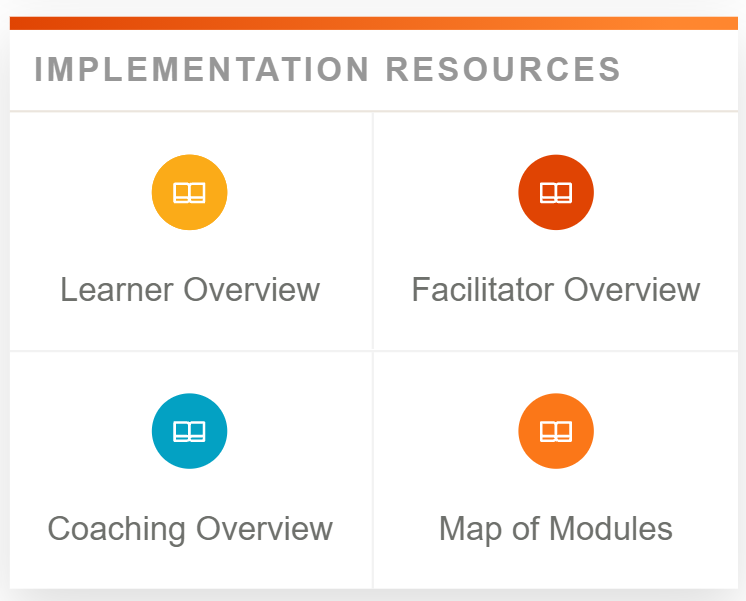 IMPLEMENTATION RESOURCES
Learner Overview
Facilitator Overview
Coaching Overview
Map of Modules